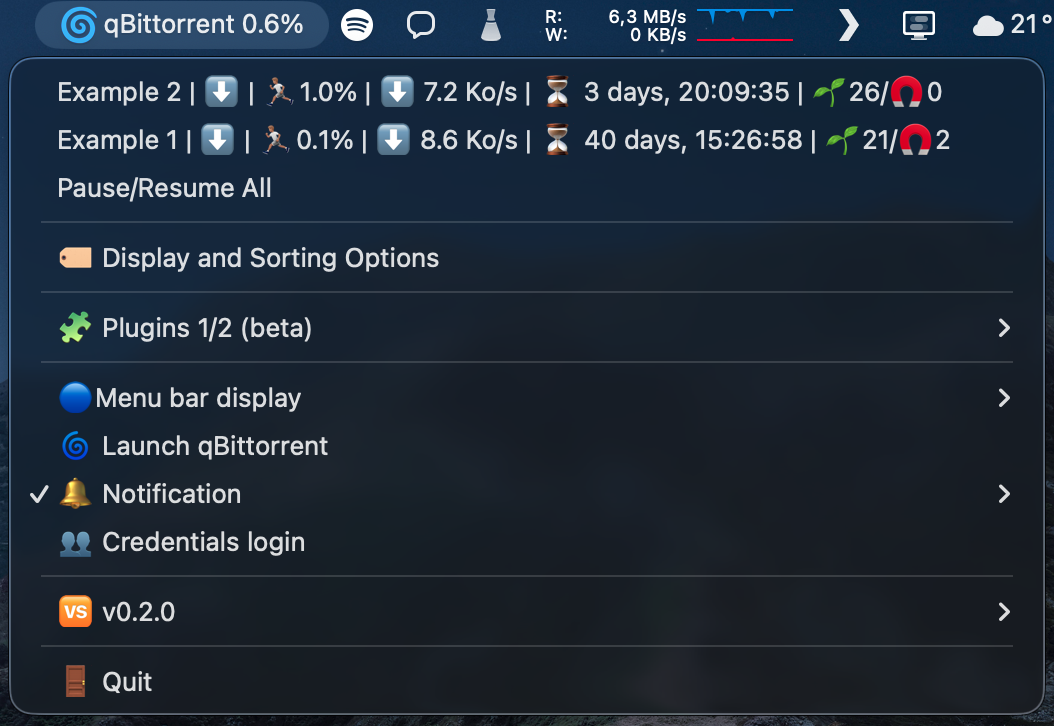 qBittorrent 0.6% R: 6,3 MB/s 21°
W: 0 KB/s
Example 2 | ⬇️ | 🏃🏾 1.0% | ⬇️ 7.2 Ko/s | ⏳ 3 days, 20:09:35 | 🌱26/🧲0
Example 1 | ⬇️ | 🏃🏾 0.1% | ⬇️ 8.6 Ko/s | ⏳ 40 days, 15:26:58 | 🌱21/🧲2
Pause/Resume All
Display and Sorting Options
Plugins 1/2 (beta)
Menu bar display
Launch qBittorrent
Notification
Credentials login
VS v0.2.0
Quit